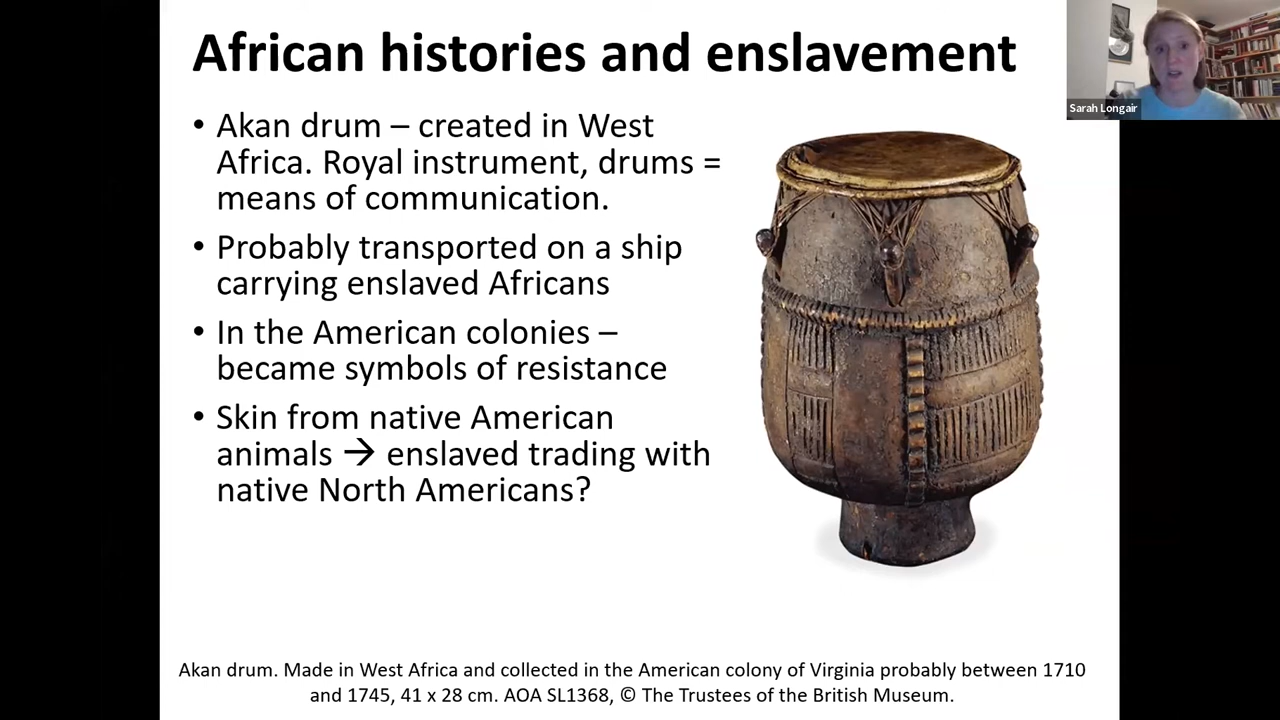 African histories and enslavement
Sarah Longair
• Akan drum – created in West
Africa. Royal instrument, drums =
means of communication.
• Probably transported on a ship
carrying enslaved Africans
• In the American colonies –
became symbols of resistance
• Skin from native American
animals → enslaved trading with
native North Americans?
Akan drum. Made in West Africa and collected in the American colony of Virginia probably between 1710
and 1745, 41 x 28 cm. AOA SL1368, © The Trustees of the British Museum.